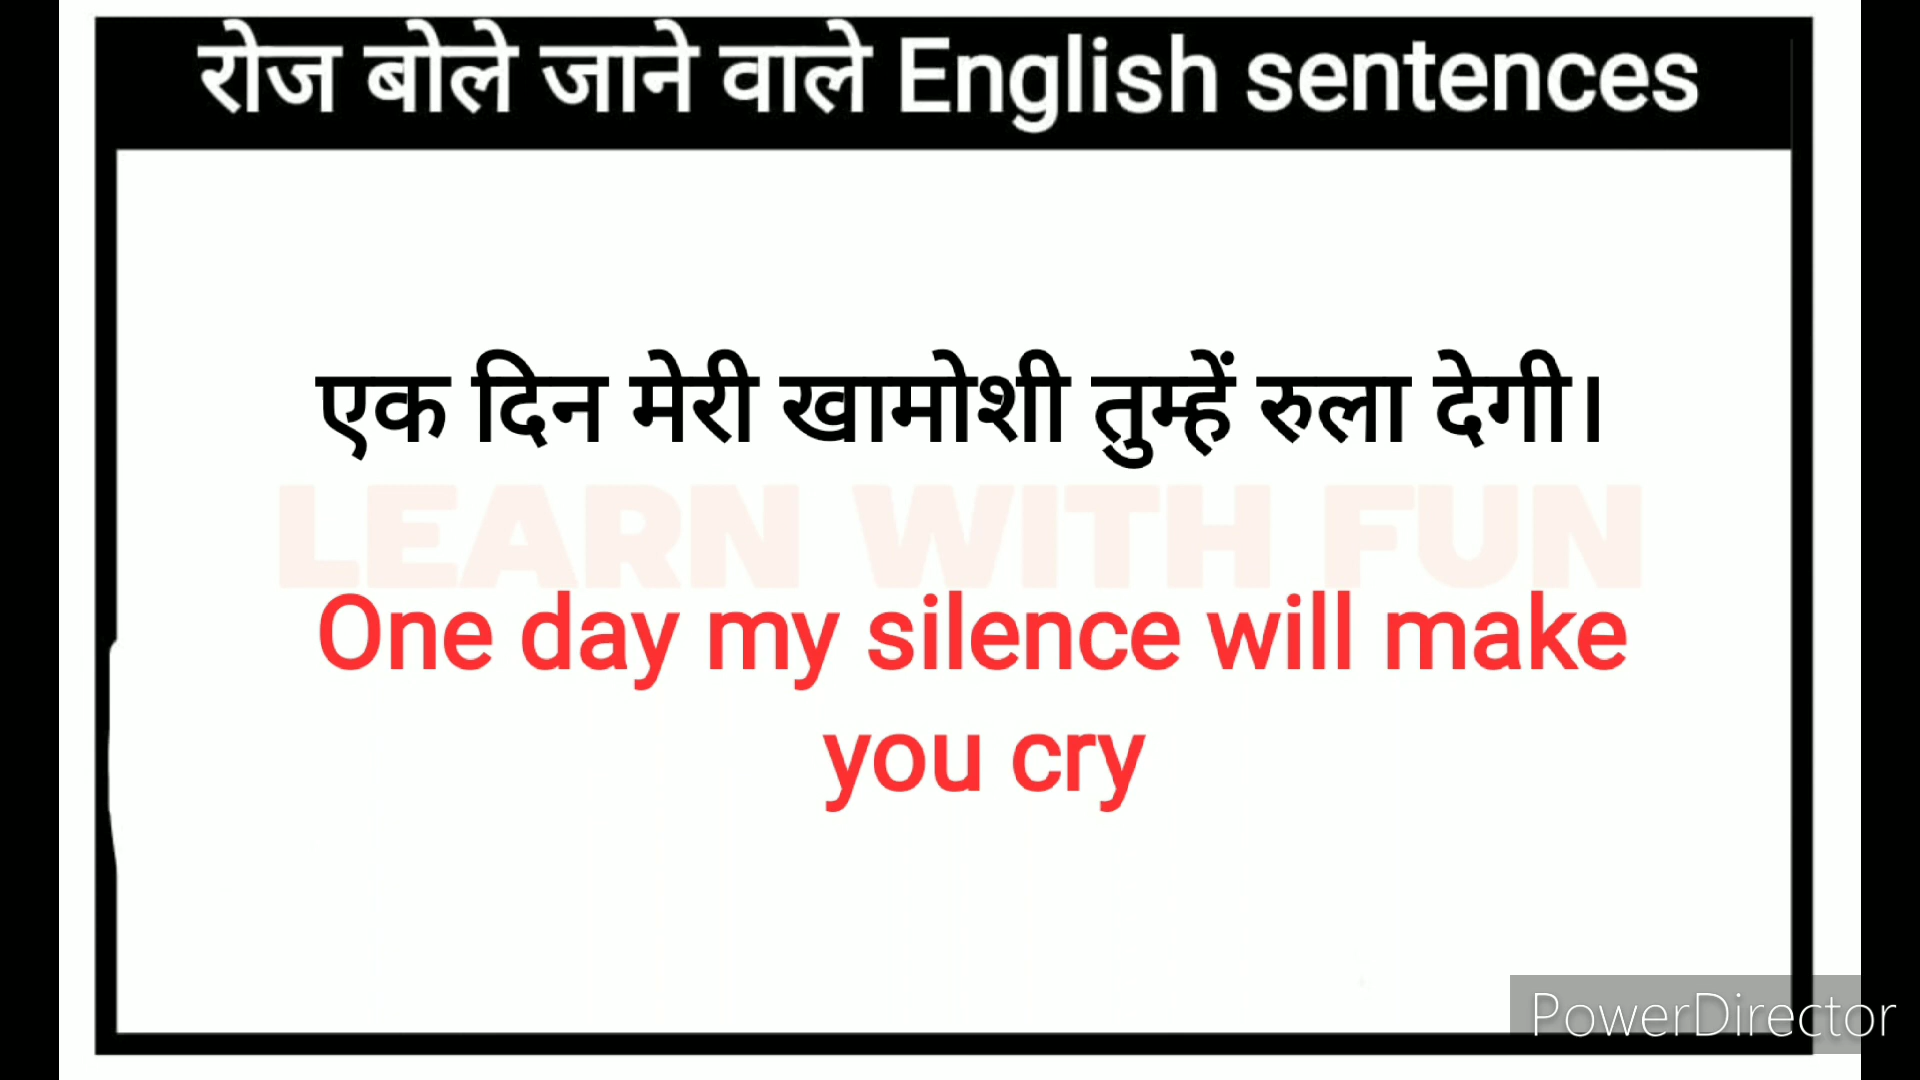 रोज बोले जाने वाले English sentences
एक दिन मेरी खामोशी तुम्हें रुला देगी।
LEARN WITH FUN
One day my silence will make
you cry
PowerDirector